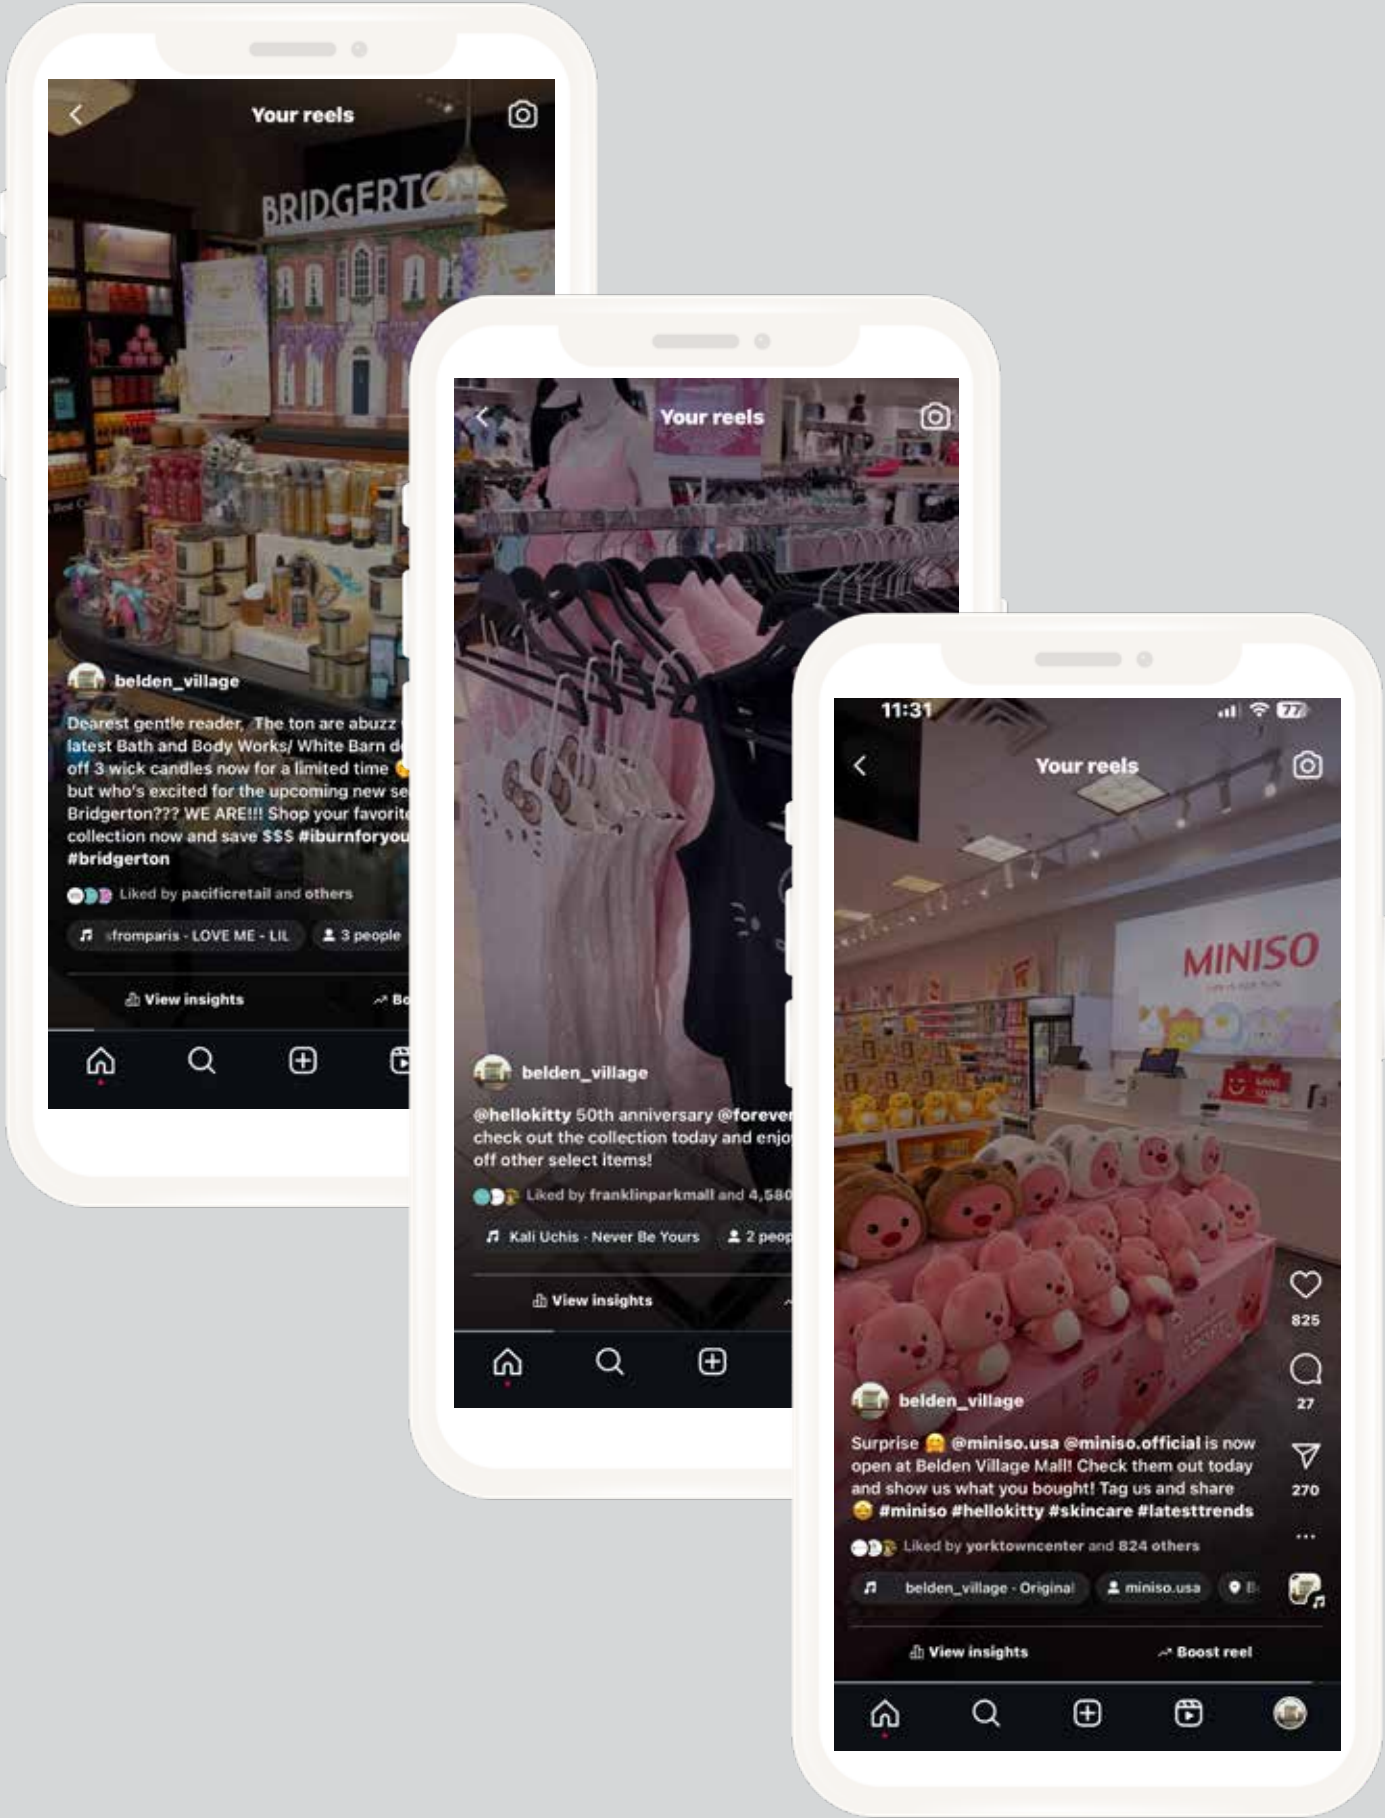 Your reels
BRIDGERTON
belden_village
Dearest gentle reader, The ton are abuzz
latest Bath and Body Works/ White Barn
off 3 wick candles now for a limited time
but who's excited for the upcoming new
Bridgerton??? WE ARE!!! Shop your
collection now and save $$$ #iburnforyou
#bridgerton
Liked by pacificretail and others
sfromparis - LOVE ME - LIL
3 people
View insights
Your reels
belden_village
@hellokitty 50th anniversary @forever
check out the collection today and
off other select items!
Liked by franklinparkmall and 4,580
Kali Uchis - Never Be Yours
2
View insights
11:31
77
Your reels
MINISO
LIFE IS FOR FUN
825
27
270
belden_village
Surprise 🤗 @miniso.usa @miniso.official is now
open at Belden Village Mall! Check them out today
and show us what you bought! Tag us and share
🤩 #miniso #hellokitty #skincare #latesttrends
Liked by yorktowncenter and 824 others
belden_village - Original
miniso.usa
View insights
Boost reel